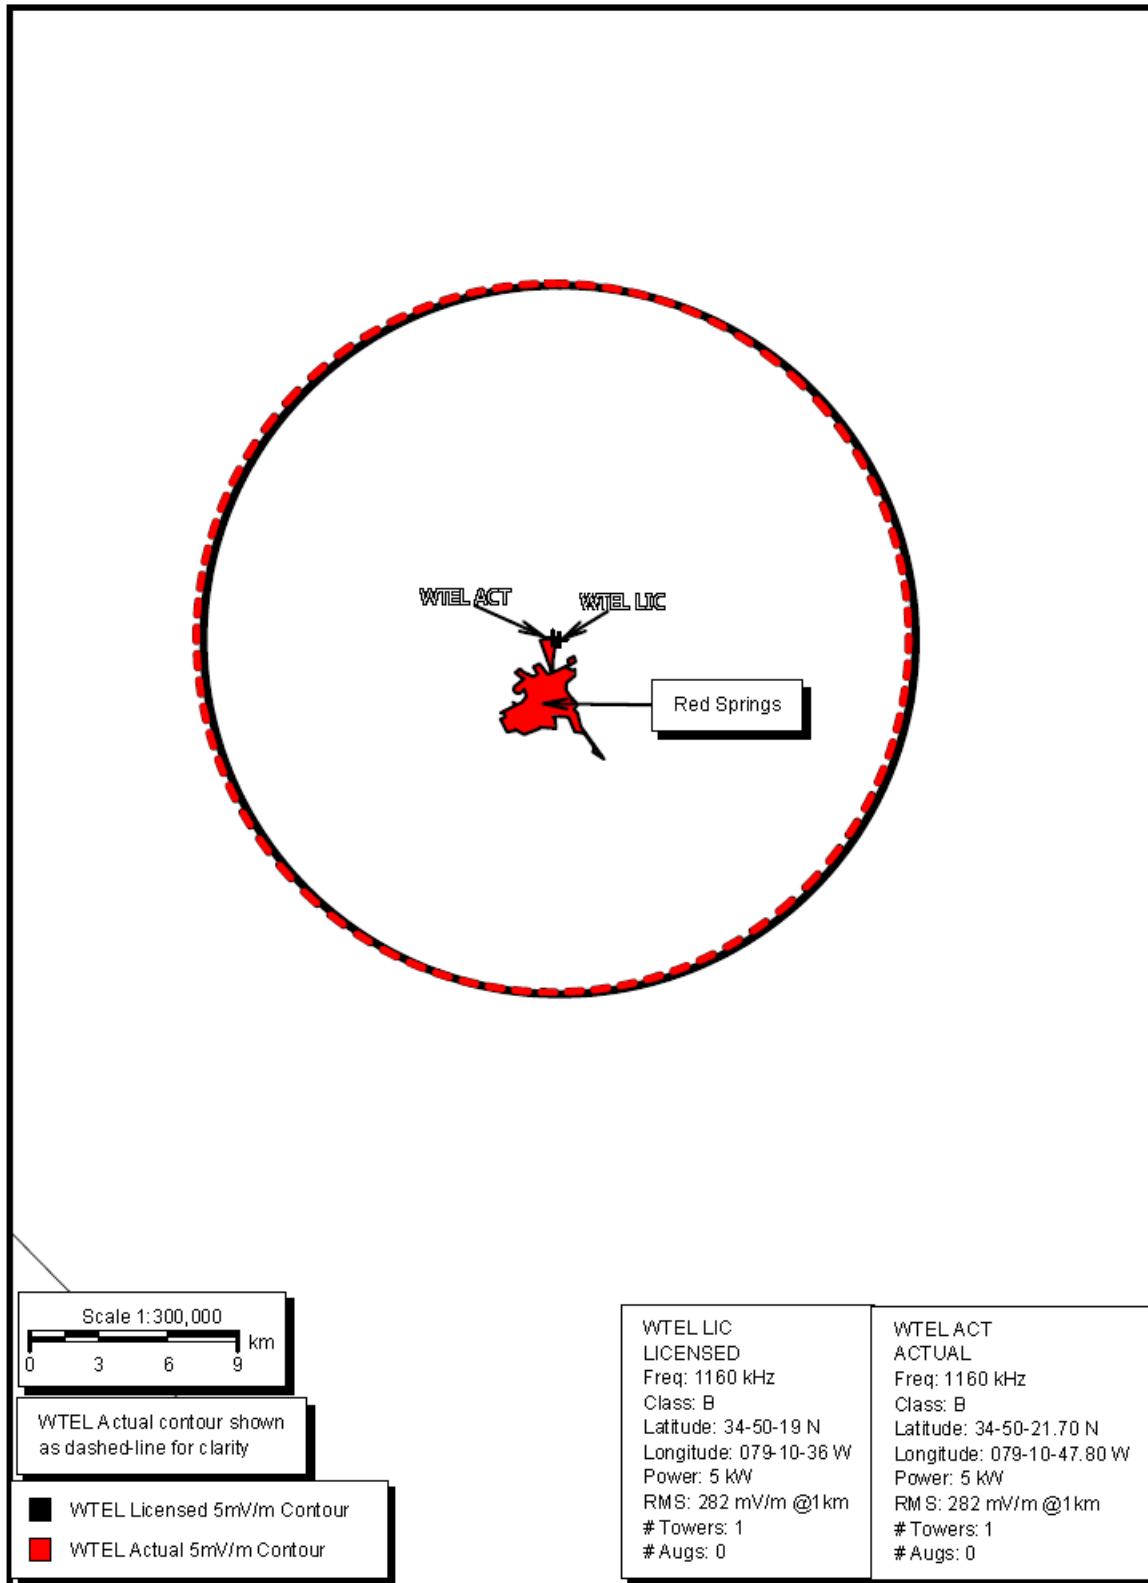 WTEL ACT
WTEL LIC
Red Springs
Scale 1:300,000
km
0 3 6 9
WTEL Actual contour shown
as dashed-line for clarity
WTEL Licensed 5mV/m Contour
WTEL Actual 5mV/m Contour
WTEL LIC
LICENSED
Freq: 1160 kHz
Class: B
Latitude: 34-50-19 N
Longitude: 079-10-36 W
Power: 5 kW
RMS: 282 mV/m @1km
# Towers: 1
# Augs: 0
WTEL ACT
ACTUAL
Freq: 1160 kHz
Class: B
Latitude: 34-50-21.70 N
Longitude: 079-10-47.80 W
Power: 5 kW
RMS: 282 mV/m @1km
# Towers: 1
# Augs: 0